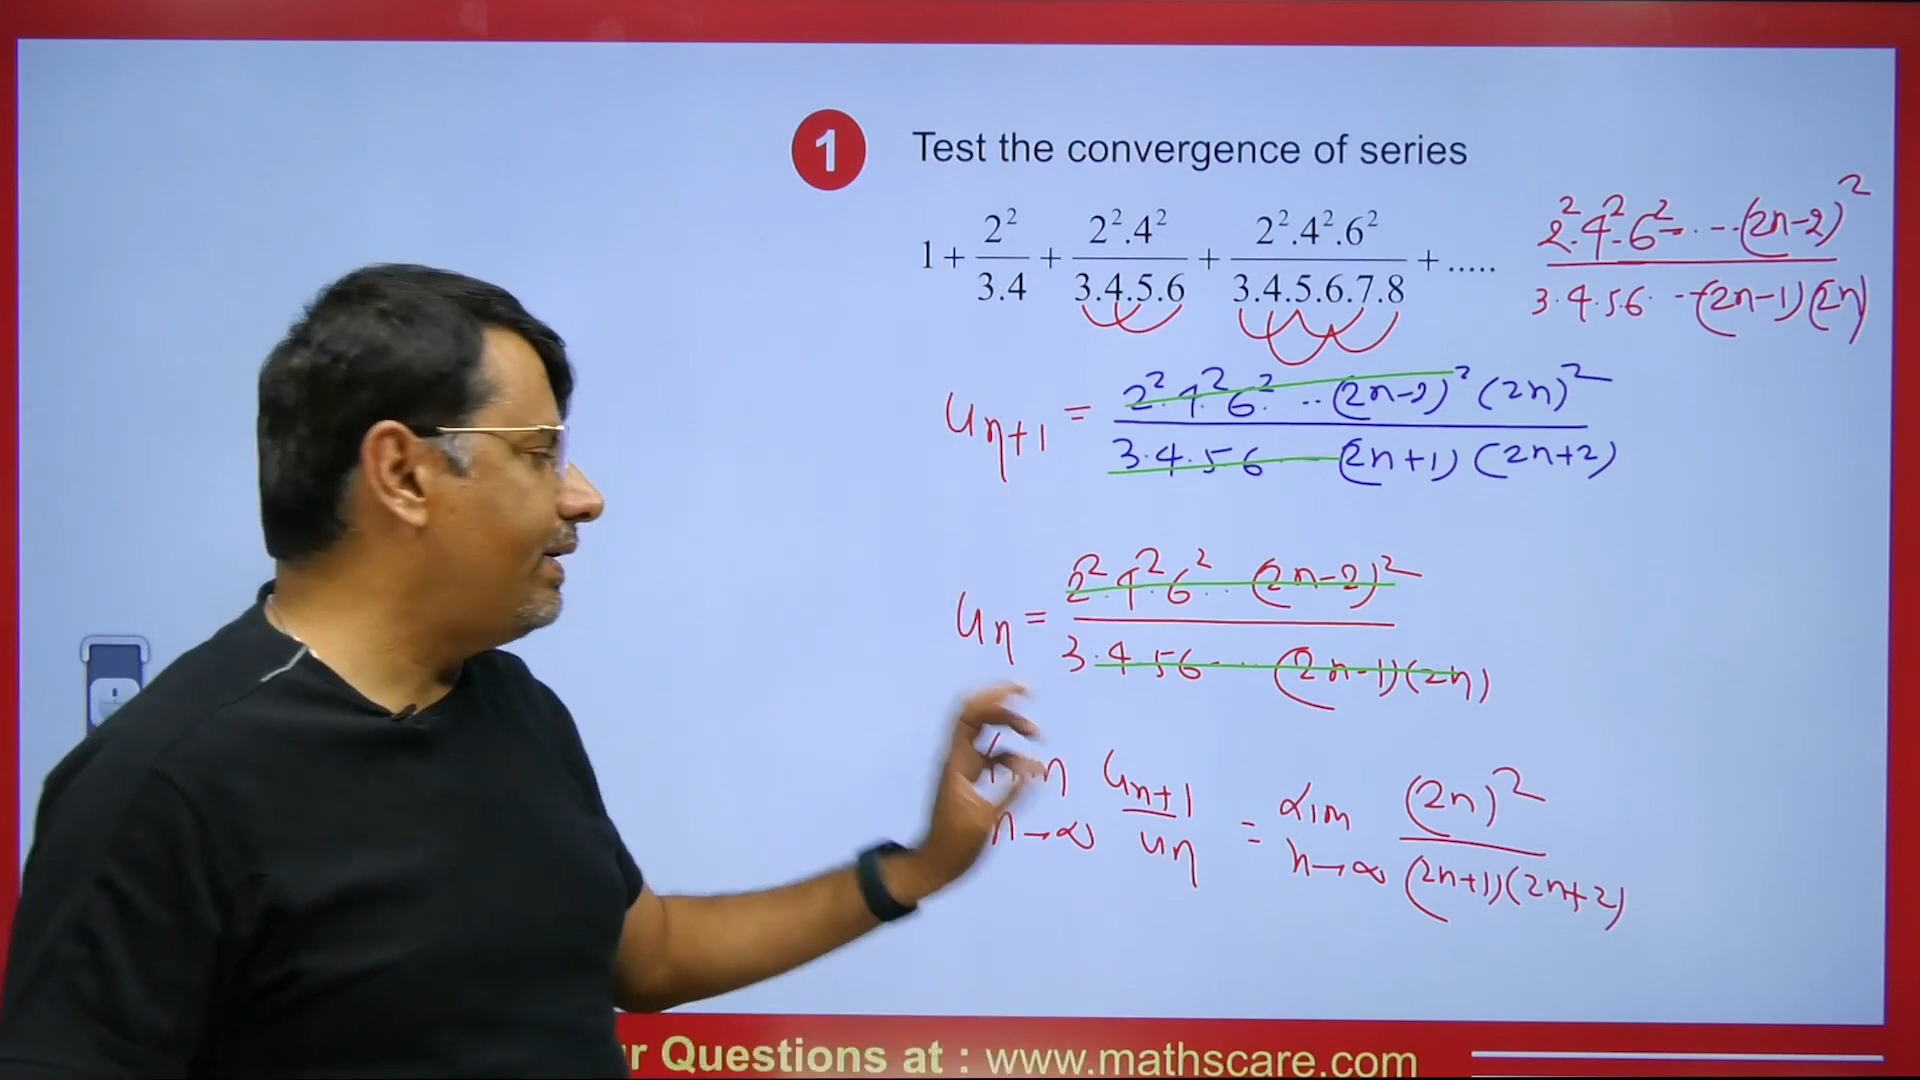 1 Test the convergence of series
1 + 2²/3.4 + 2².4²/3.4.5.6 + 2².4².6²/3.4.5.6.7.8 + .....
2².4².6² ... (2n-2)² / 3.4.5.6 ... (2n-1)(2n)
u_{n+1} = 2².4².6² ... (2n-2)² (2n)² / 3.4.5 6 ... (2n+1) (2n+2)
u_n = 2².4².6² ... (2n-2)² / 3.4 5 6 ... (2n-1)(2n)
lim n→∞ u_{n+1}/u_n = lim n→∞ (2n)² / (2n+1)(2n+2)
r Questions at : www.mathscare.com